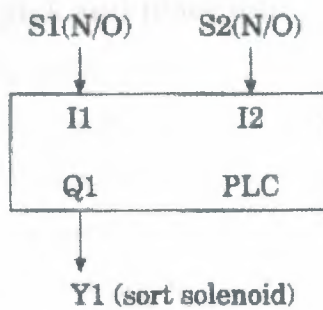 S1(N/O) S2(N/O)
I1 I2
Q1 PLC
Y1 (sort solenoid)